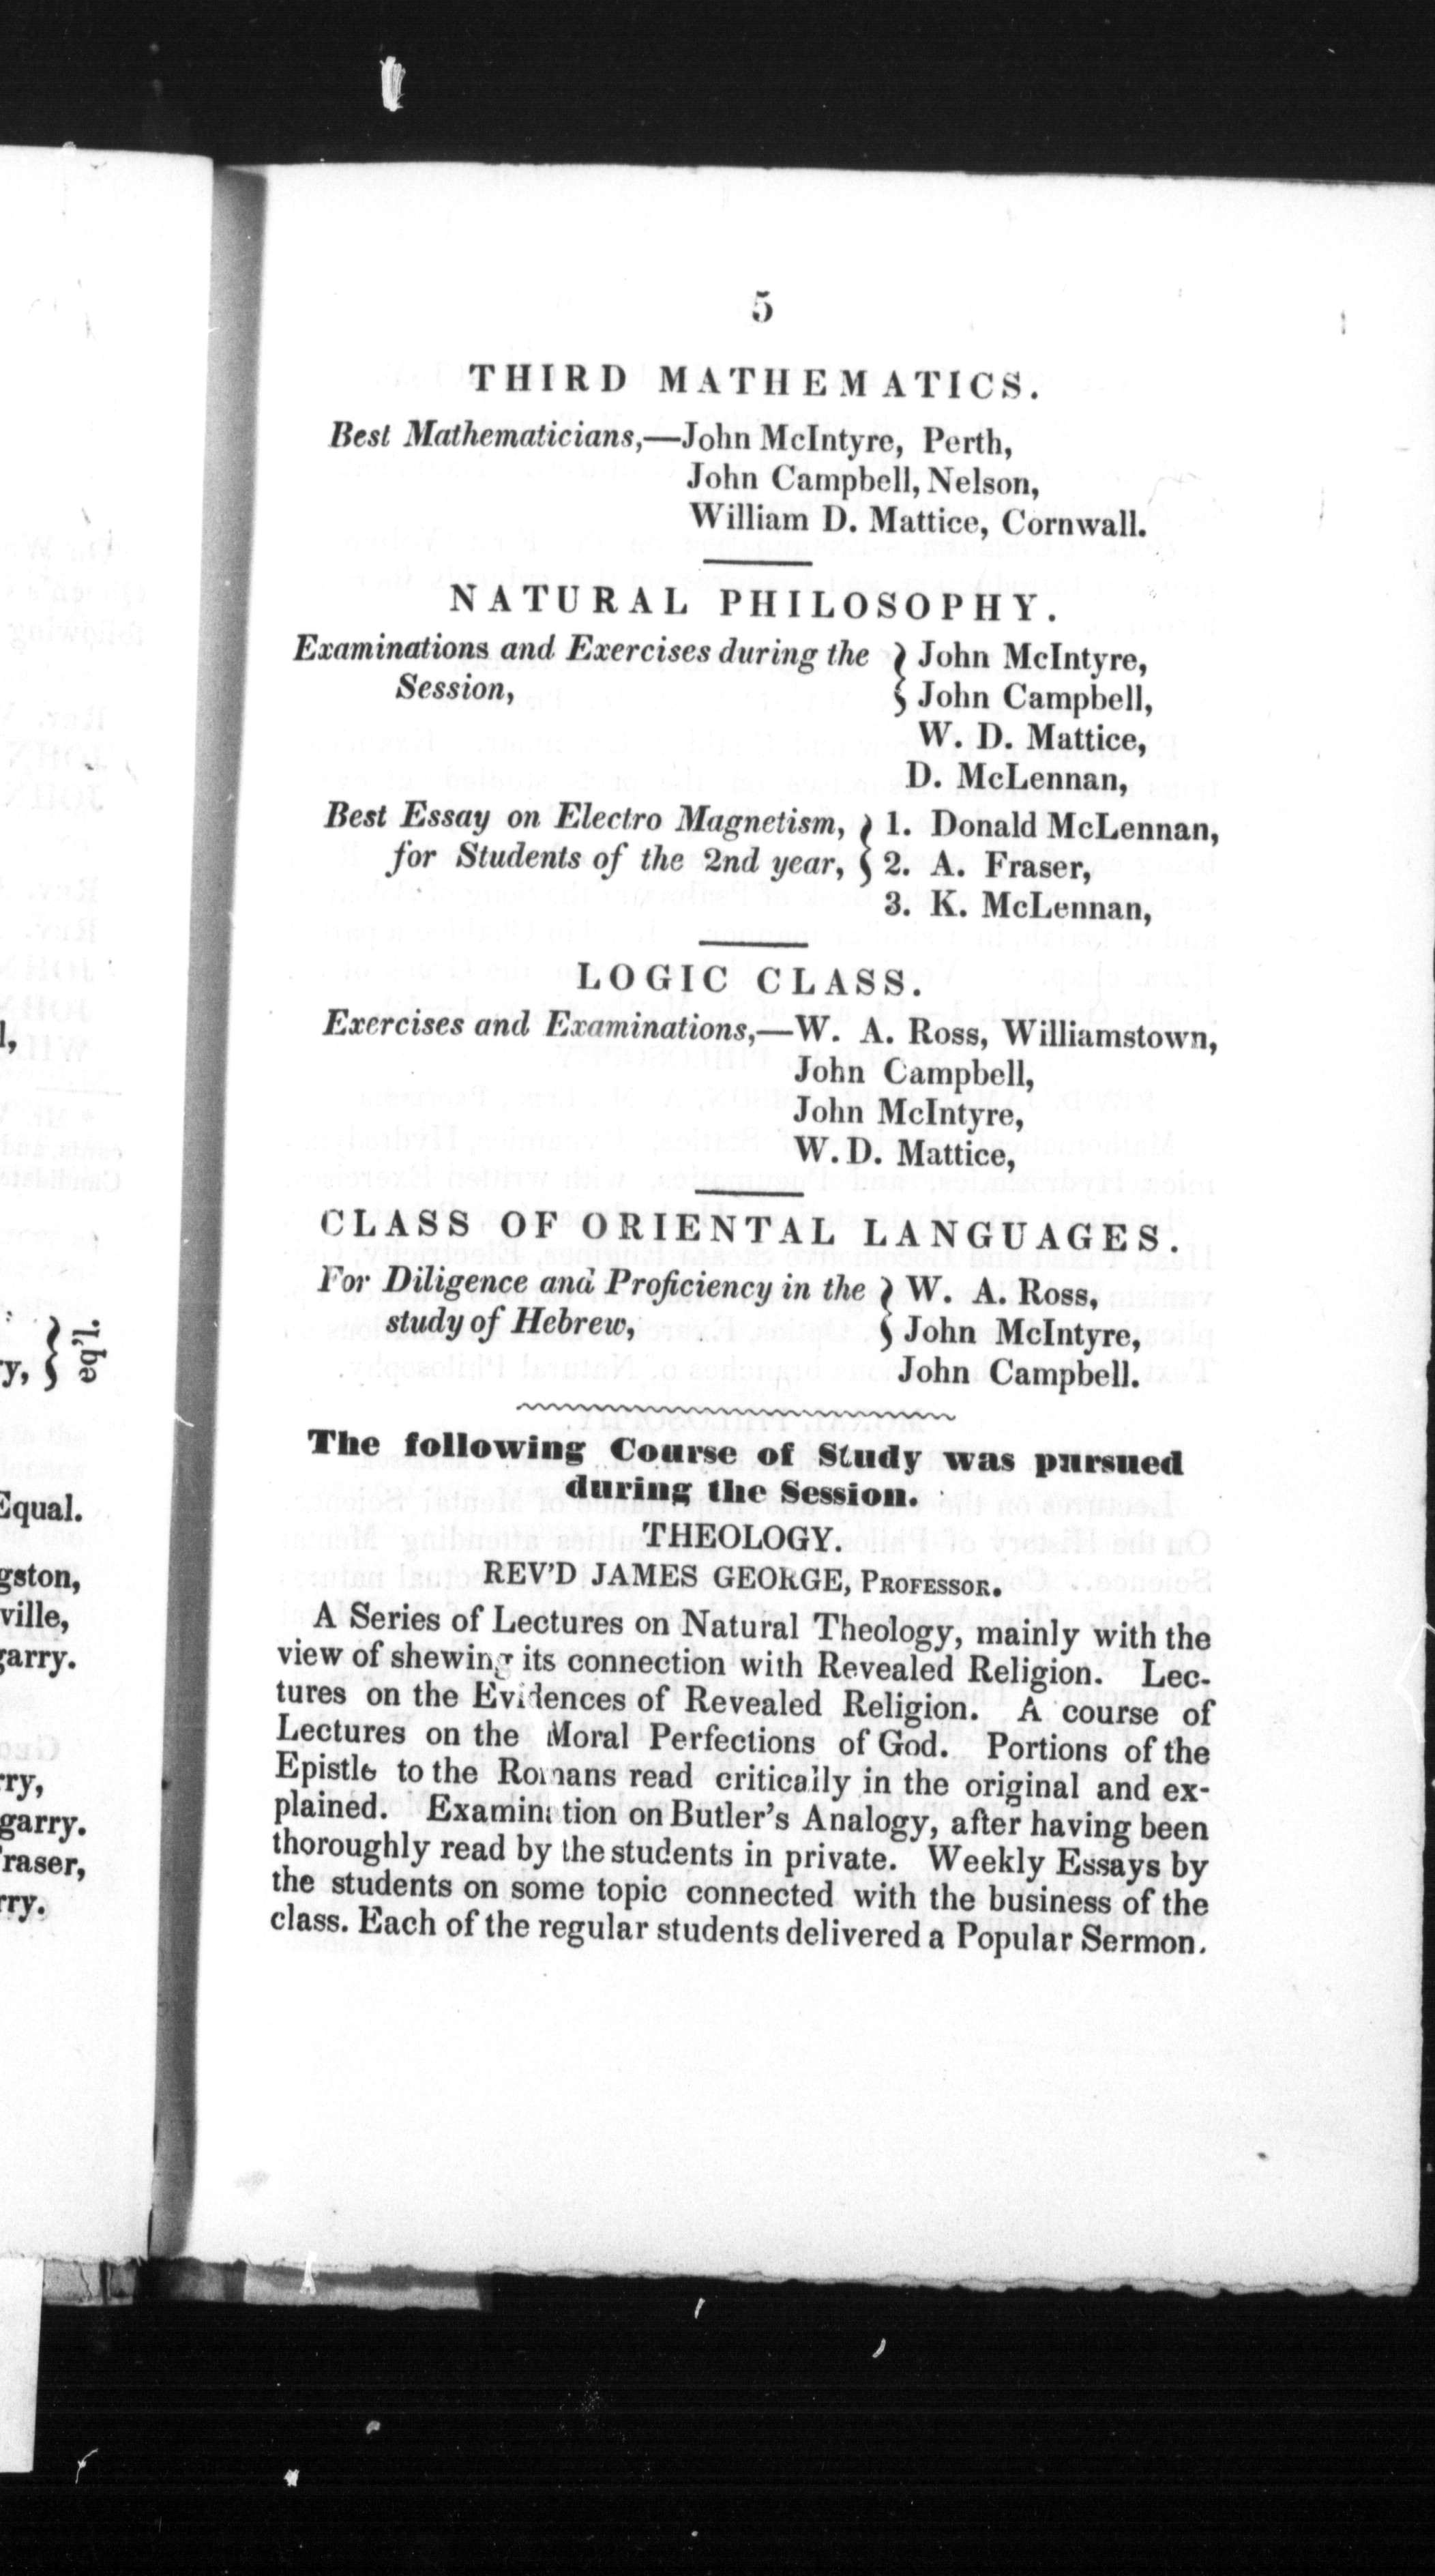 5
THIRD MATHEMATICS.
Best Mathematicians,—John McIntyre, Perth,
John Campbell, Nelson,
William D. Mattice, Cornwall.
NATURAL PHILOSOPHY.
Examinations and Exercises during the } John McIntyre,
Session, } John Campbell,
W. D. Mattice,
D. McLennan,
Best Essay on Electro Magnetism, } 1. Donald McLennan,
for Students of the 2nd year, } 2. A. Fraser,
3. K. McLennan,
LOGIC CLASS.
Exercises and Examinations,—W. A. Ross, Williamstown,
John Campbell,
John McIntyre,
W. D. Mattice,
CLASS OF ORIENTAL LANGUAGES.
For Diligence and Proficiency in the } W. A. Ross,
study of Hebrew, } John McIntyre,
John Campbell.
The following Course of Study was pursued
during the Session.
THEOLOGY.
REV'D JAMES GEORGE, PROFESSOR.
A Series of Lectures on Natural Theology, mainly with the
view of shewing its connection with Revealed Religion. Lec-
tures on the Evidences of Revealed Religion. A course of
Lectures on the Moral Perfections of God. Portions of the
Epistle to the Romans read critically in the original and ex-
plained. Examination on Butler's Analogy, after having been
thoroughly read by the students in private. Weekly Essays by
the students on some topic connected with the business of the
class. Each of the regular students delivered a Popular Sermon.
eq'l.
Equal.